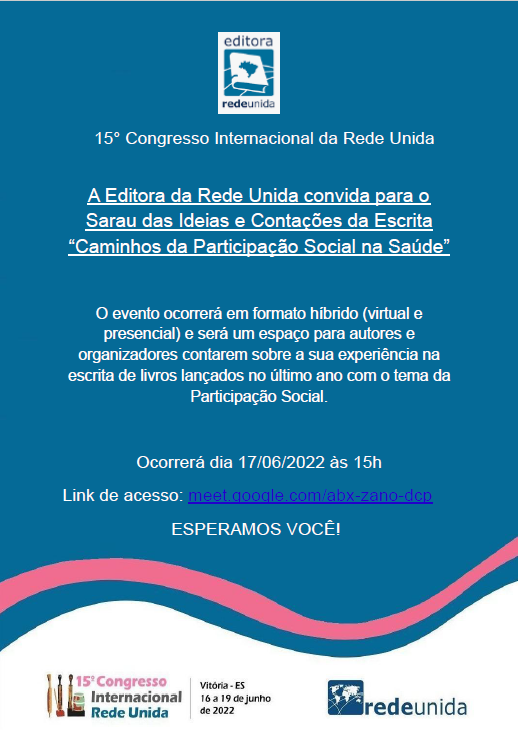 editora
redeunida
15° Congresso Internacional da Rede Unida
A Editora da Rede Unida convida para o
Sarau das Ideias e Contações da Escrita
“Caminhos da Participação Social na Saúde”
O evento ocorrerá em formato híbrido (virtual e
presencial) e será um espaço para autores e
organizadores contarem sobre a sua experiência na
escrita de livros lançados no último ano com o tema da
Participação Social.
Ocorrerá dia 17/06/2022 às 15h
Link de acesso: meet.google.com/abx-zano-dcp
ESPERAMOS VOCÊ!
15º Congresso
Internacional
Rede Unida
Vitória - ES
16 a 19 de junho
de 2022
redeunida